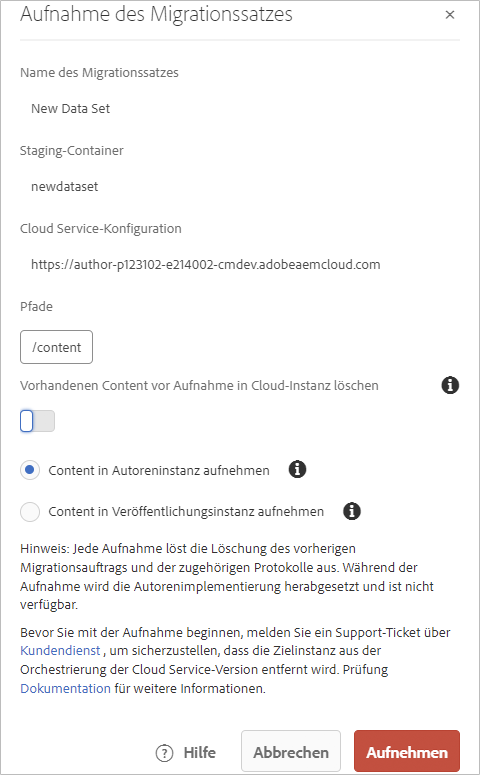 Aufnahme des Migrationssatzes
Name des Migrationssatzes
New Data Set
Staging-Container
newdataset
Cloud Service-Konfiguration
https://author-p123102-e214002-cmdev.adobeaemcloud.com
Pfade
/content
Vorhandenen Content vor Aufnahme in Cloud-Instanz löschen
Content in Autoreninstanz aufnehmen
Content in Veröffentlichungsinstanz aufnehmen
Hinweis: Jede Aufnahme löst die Löschung des vorherigen
Migrationsauftrags und der zugehörigen Protokolle aus. Während der
Aufnahme wird die Autorenimplementierung herabgesetzt und ist nicht
verfügbar.
Bevor Sie mit der Aufnahme beginnen, melden Sie ein Support-Ticket über
Kundendienst , um sicherzustellen, dass die Zielinstanz aus der
Orchestrierung der Cloud Service-Version entfernt wird. Prüfung
Dokumentation für weitere Informationen.
Hilfe Abbrechen Aufnehmen